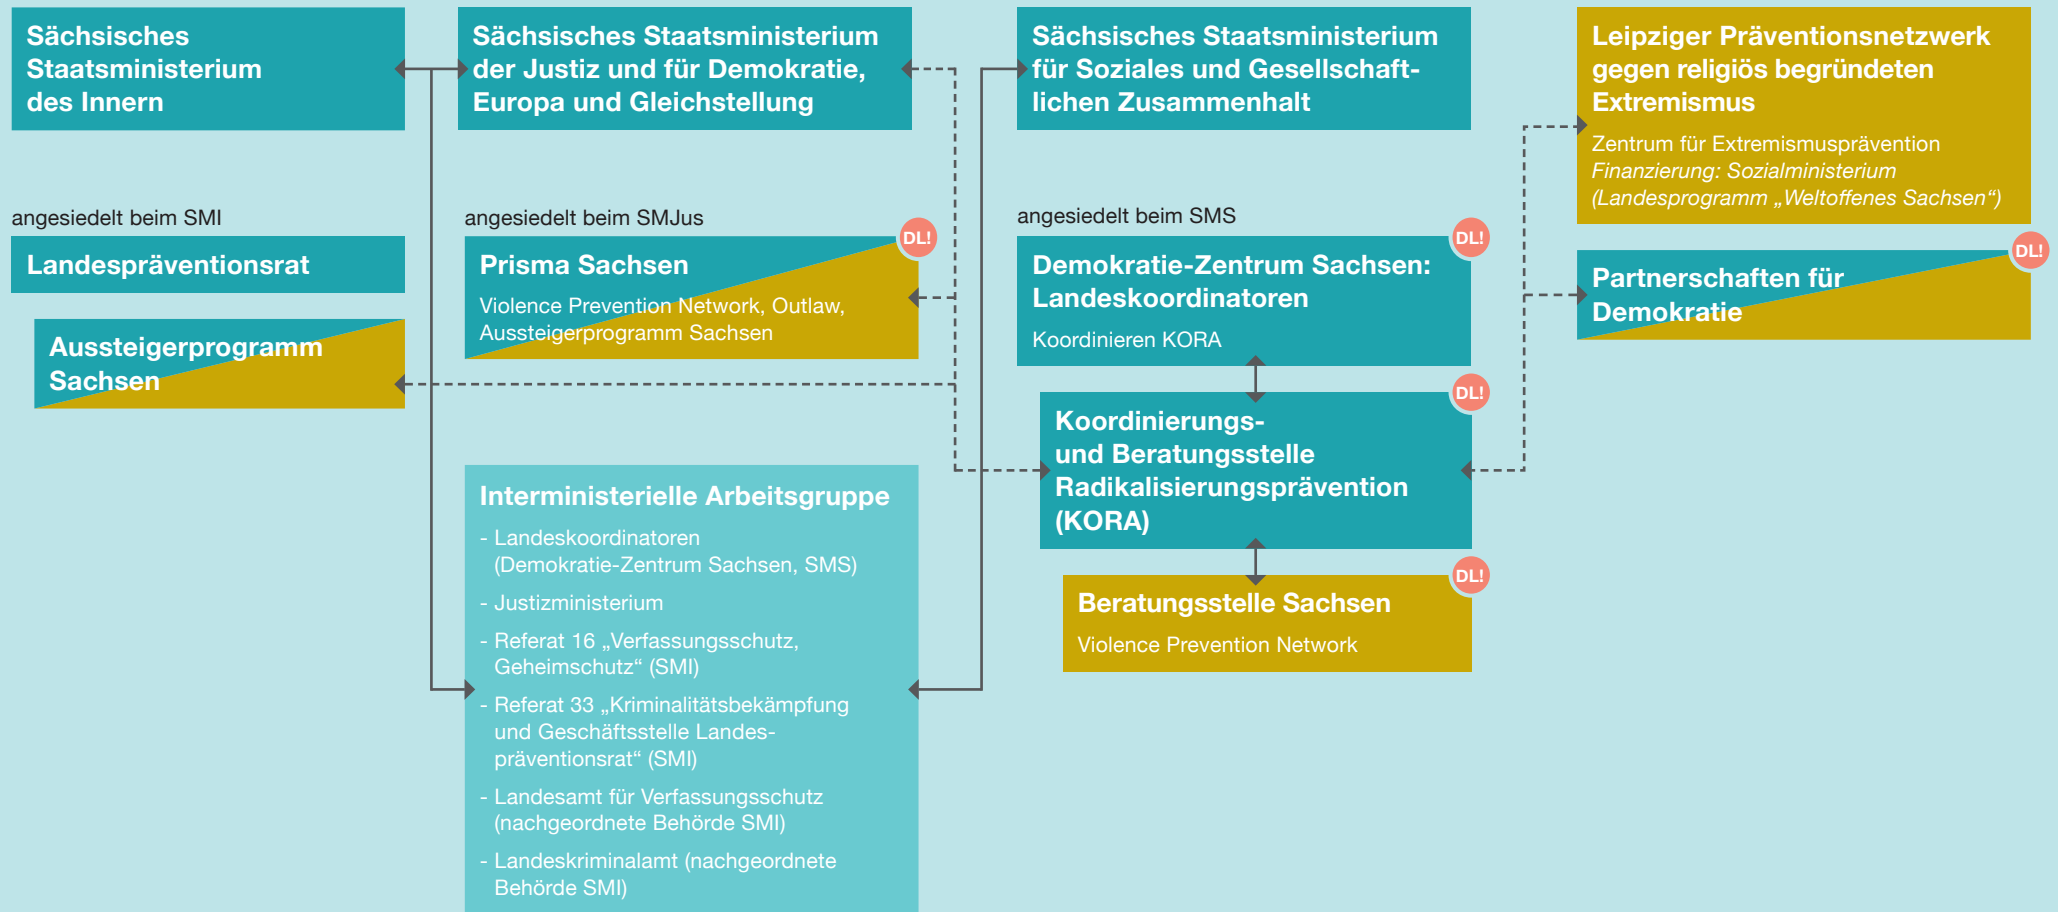 Sächsisches
Staatsministerium
des Innern
Sächsisches Staatsministerium
der Justiz und für Demokratie,
Europa und Gleichstellung
Sächsisches Staatsministerium
für Soziales und Gesellschaft-
lichen Zusammenhalt
Leipziger Präventionsnetzwerk
gegen religiös begründeten
Extremismus
Zentrum für Extremismusprävention
Finanzierung: Sozialministerium
(Landesprogramm „Weltoffenes Sachsen“)
angesiedelt beim SMI
Landespräventionsrat
Aussteigerprogramm
Sachsen
angesiedelt beim SMJus
DL!
Prisma Sachsen
Violence Prevention Network, Outlaw,
Aussteigerprogramm Sachsen
angesiedelt beim SMS
DL!
Demokratie-Zentrum Sachsen:
Landeskoordinatoren
Koordinieren KORA
DL!
Partnerschaften für
Demokratie
DL!
Koordinierungs-
und Beratungsstelle
Radikalisierungsprävention
(KORA)
DL!
Beratungsstelle Sachsen
Violence Prevention Network
Interministerielle Arbeitsgruppe
- Landeskoordinatoren
(Demokratie-Zentrum Sachsen, SMS)
- Justizministerium
- Referat 16 „Verfassungsschutz,
Geheimschutz“ (SMI)
- Referat 33 „Kriminalitätsbekämpfung
und Geschäftsstelle Landes-
präventionsrat“ (SMI)
- Landesamt für Verfassungsschutz
(nachgeordnete Behörde SMI)
- Landeskriminalamt (nachgeordnete
Behörde SMI)